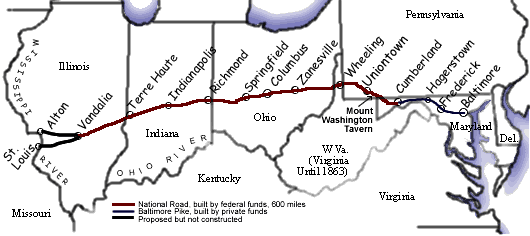 Pennsylvania
MISSISSIPPI
RIVER
Illinois
Alton
St.
Louis
Vandalia
Terre Haute
Indianapolis
Richmond
Springfield
Columbus
Zanesville
Wheeling
Uniontown
Cumberland
Hagerstown
Frederick
Baltimore
Mount
Washington
Tavern
Maryland
Del.
Indiana
Ohio
OHIO RIVER
W Va.
(Virginia
Until 1863)
Kentucky
Virginia
Missouri
National Road, built by federal funds, 600 miles
Baltimore Pike, built by private funds
Proposed but not constructed